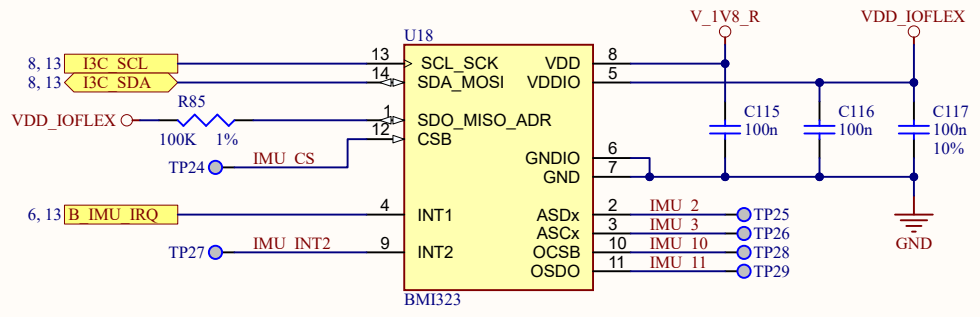 U18
V_1V8_R
VDD_IOFLEX
8, 13 I3C_SCL 13 SCL_SCK VDD 8
8, 13 I3C_SDA 14 SDA_MOSI VDDIO 5
R85
VDD_IOFLEX 1 SDO_MISO_ADR
100K 1%
12 CSB
C115 C116 C117
100n 100n 100n
10%
TP24 IMU_CS
GNDIO 6
GND 7
6, 13 B_IMU_IRQ 4 INT1 ASDx 2 IMU_2 TP25
ASCx 3 IMU_3 TP26
TP27 IMU_INT2 9 INT2 OCSB 10 IMU_10 TP28
OSDO 11 IMU_11 TP29
GND
BMI323